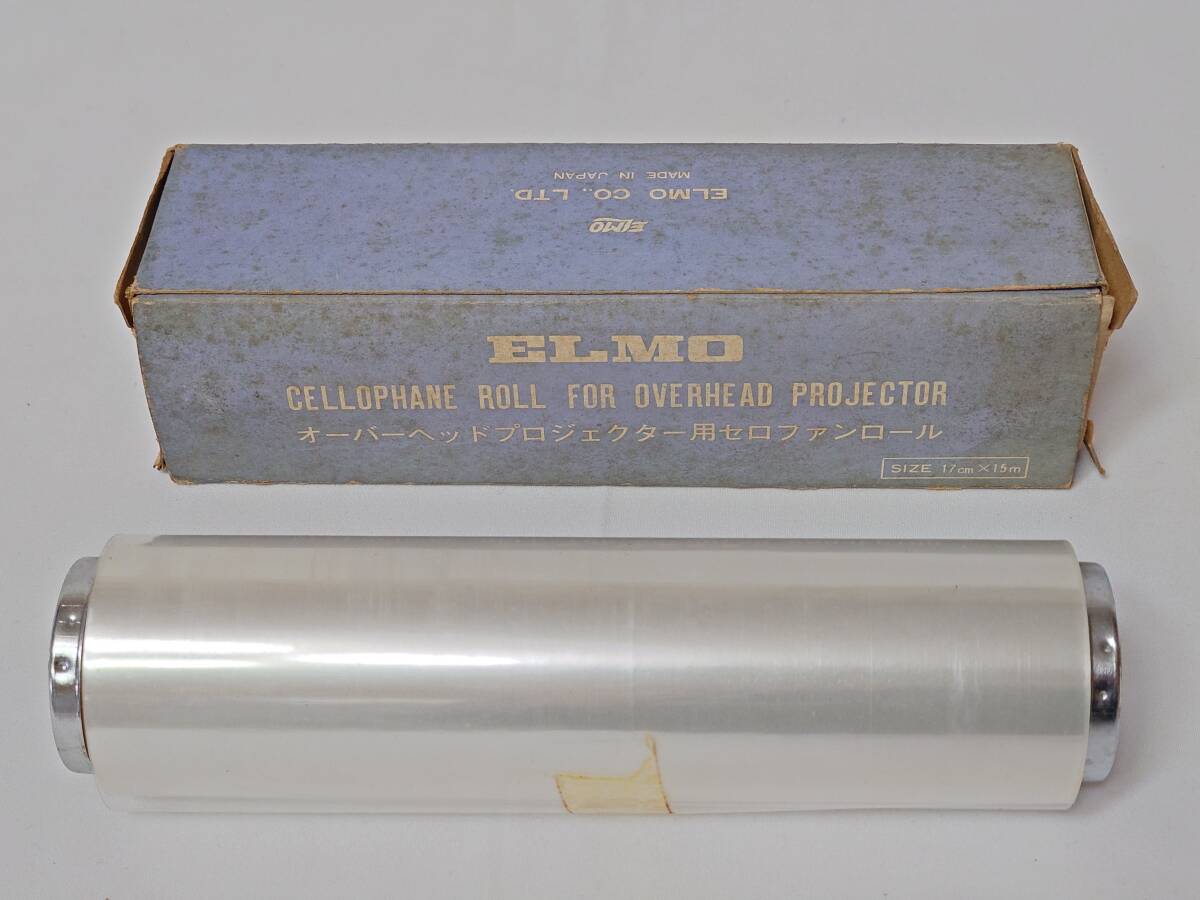 MADE IN JAPAN
ELMO CO., LTD.
ELMO
ELMO
CELLOPHANE ROLL FOR OVERHEAD PROJECTOR
オーバーヘッドプロジェクター用セロファンロール
SIZE 17cm×15m